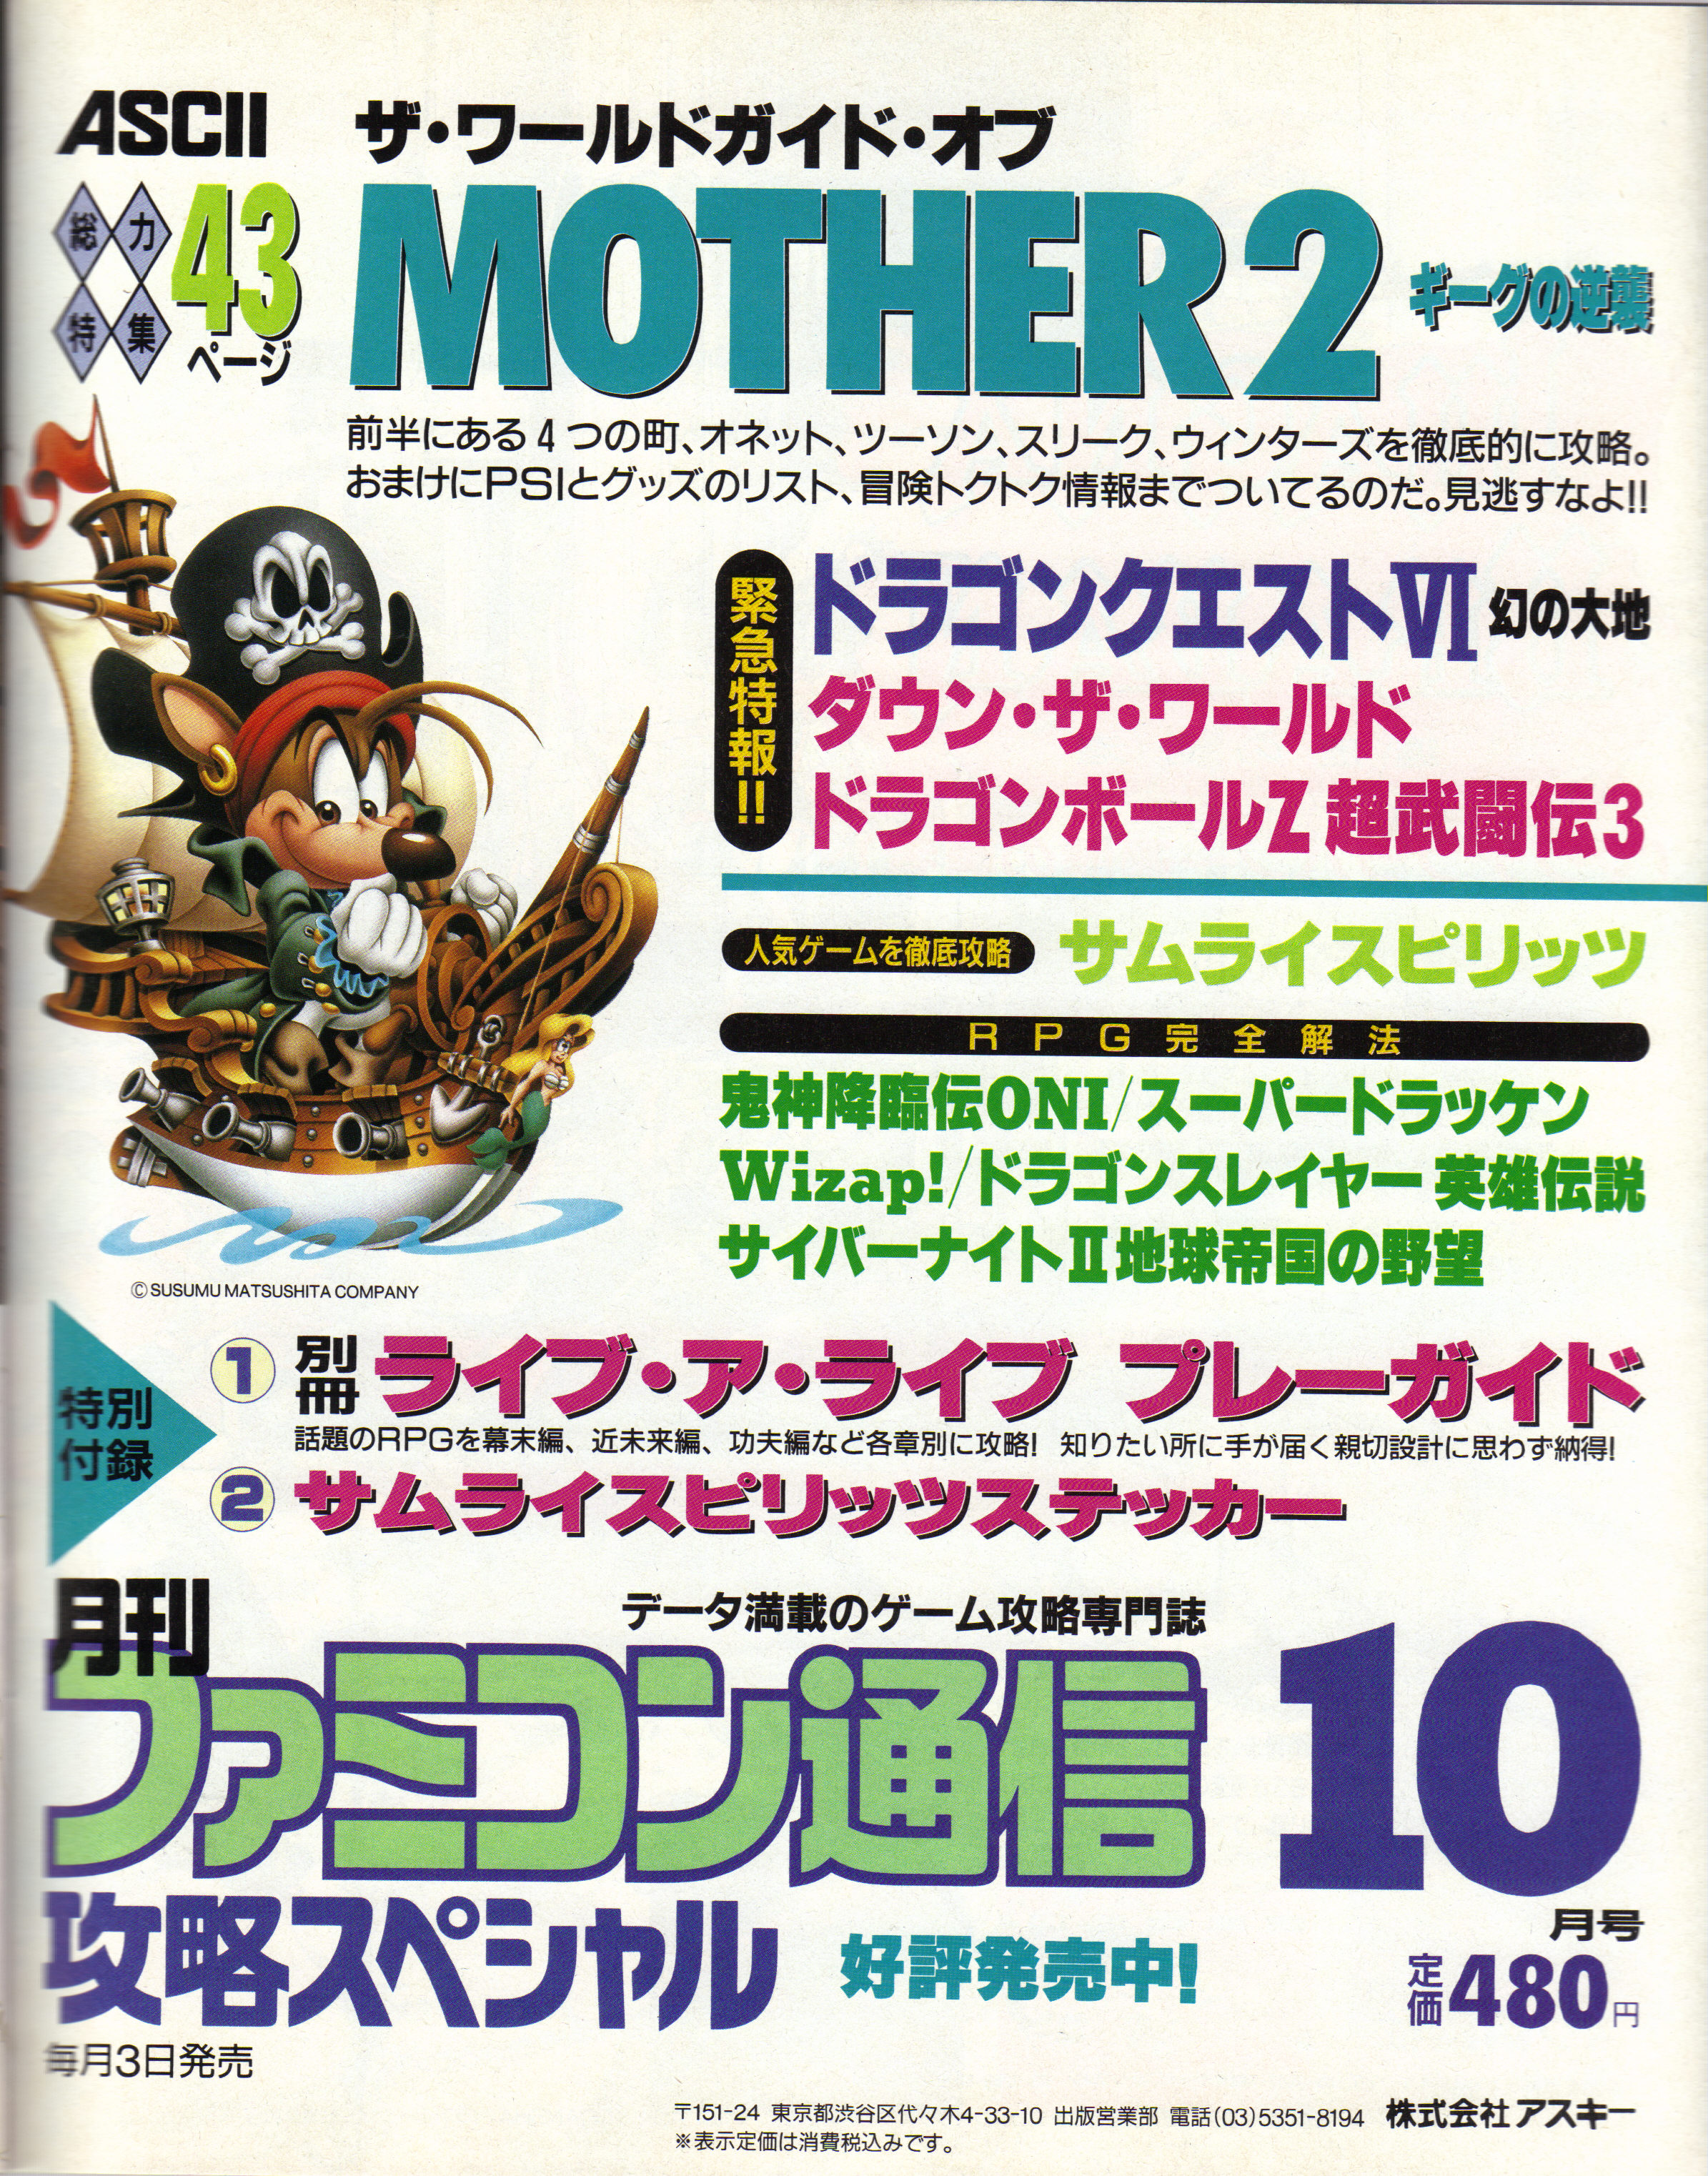 ASCII
総力特集
43ページ
ザ・ワールドガイド・オブ
MOTHER2 ギーグの逆襲
前半にある4つの町、オネット、ツーソン、スリーク、ウィンターズを徹底的に攻略。
おまけにPSIとグッズのリスト、冒険トクトク情報までついてるのだ。見逃すなよ!!
緊急特報!!
ドラゴンクエストVI 幻の大地
ダウン・ザ・ワールド
ドラゴンボールZ 超武闘伝3
人気ゲームを徹底攻略 サムライスピリッツ
RPG完全解法
鬼神降臨伝ONI/スーパードラッケン
Wizap!/ドラゴンスレイヤー 英雄伝説
サイバーナイトII 地球帝国の野望
©SUSUMU MATSUSHITA COMPANY
特別付録
① 別冊 ライブ・ア・ライブ プレーガイド
話題のRPGを幕末編、近未来編、功夫編など各章別に攻略! 知りたい所に手が届く親切設計に思わず納得!
② サムライスピリッツステッカー
データ満載のゲーム攻略専門誌
月刊
ファミコン通信 10
攻略スペシャル 好評発売中!
月号
定価480円
毎月3日発売
〒151-24 東京都渋谷区代々木4-33-10 出版営業部 電話(03)5351-8194 株式会社アスキー
※表示定価は消費税込みです。